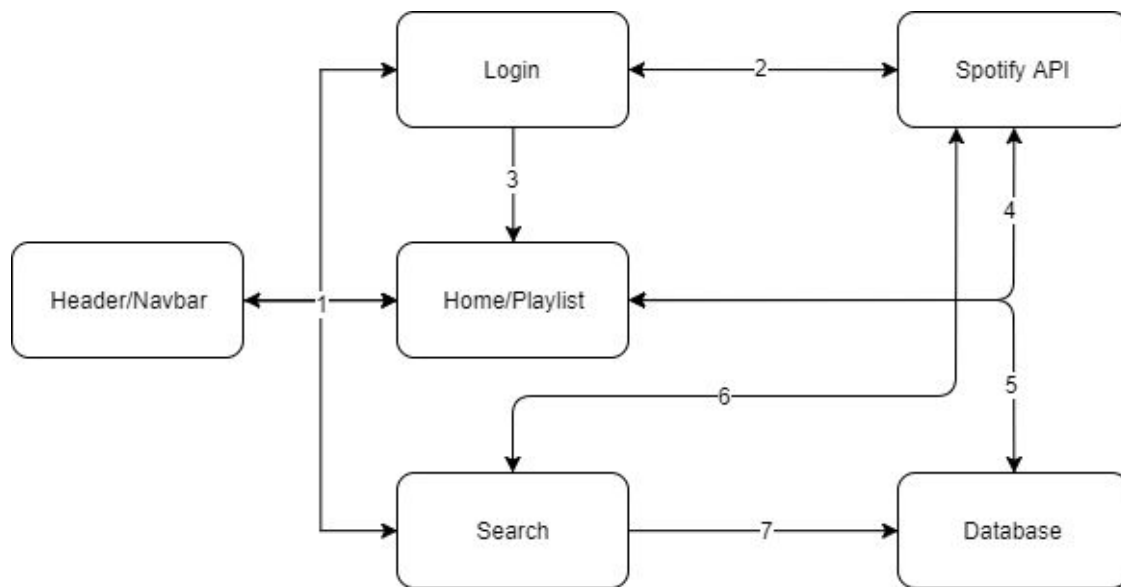 Login
2
Spotify API
3
4
Header/Navbar
1
Home/Playlist
5
6
Search
7
Database